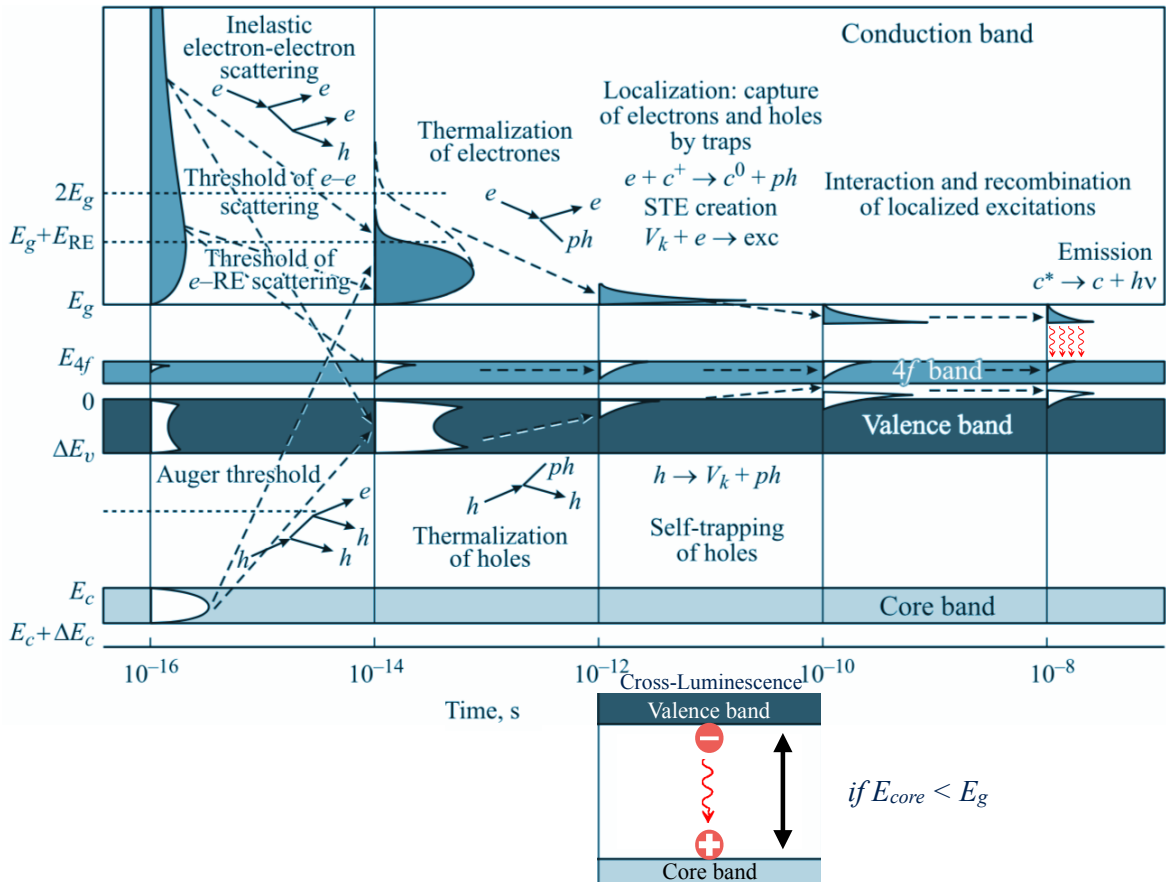 Inelastic
electron-electron
scattering
e
e
e
h
Conduction band
Thermalization
of electrones
e
e
ph
Localization: capture
of electrons and holes
by traps
e + c⁺ → c⁰ + ph
STE creation
Vₖ + e → exc
Interaction and recombination
of localized excitations
Emission
c* → c + hν
2E_g
Threshold of e–e
scattering
E_g + E_RE
Threshold of
e–RE scattering
E_g
E_4f
4f band
0
Valence band
ΔE_v
Auger threshold
e
h
h
h
ph
h
h
Thermalization
of holes
h → Vₖ + ph
Self-trapping
of holes
E_c
Core band
E_c + ΔE_c
10⁻¹⁶
10⁻¹⁴
10⁻¹²
10⁻¹⁰
10⁻⁸
Time, s
Cross-Luminescence
Valence band
if E_core < E_g
Core band